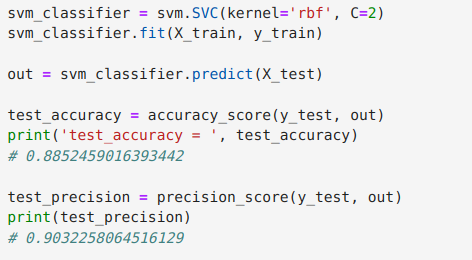 svm_classifier = svm.SVC(kernel='rbf', C=2)
svm_classifier.fit(X_train, y_train)
out = svm_classifier.predict(X_test)
test_accuracy = accuracy_score(y_test, out)
print('test_accuracy = ', test_accuracy)
# 0.8852459016393442
test_precision = precision_score(y_test, out)
print(test_precision)
# 0.9032258064516129